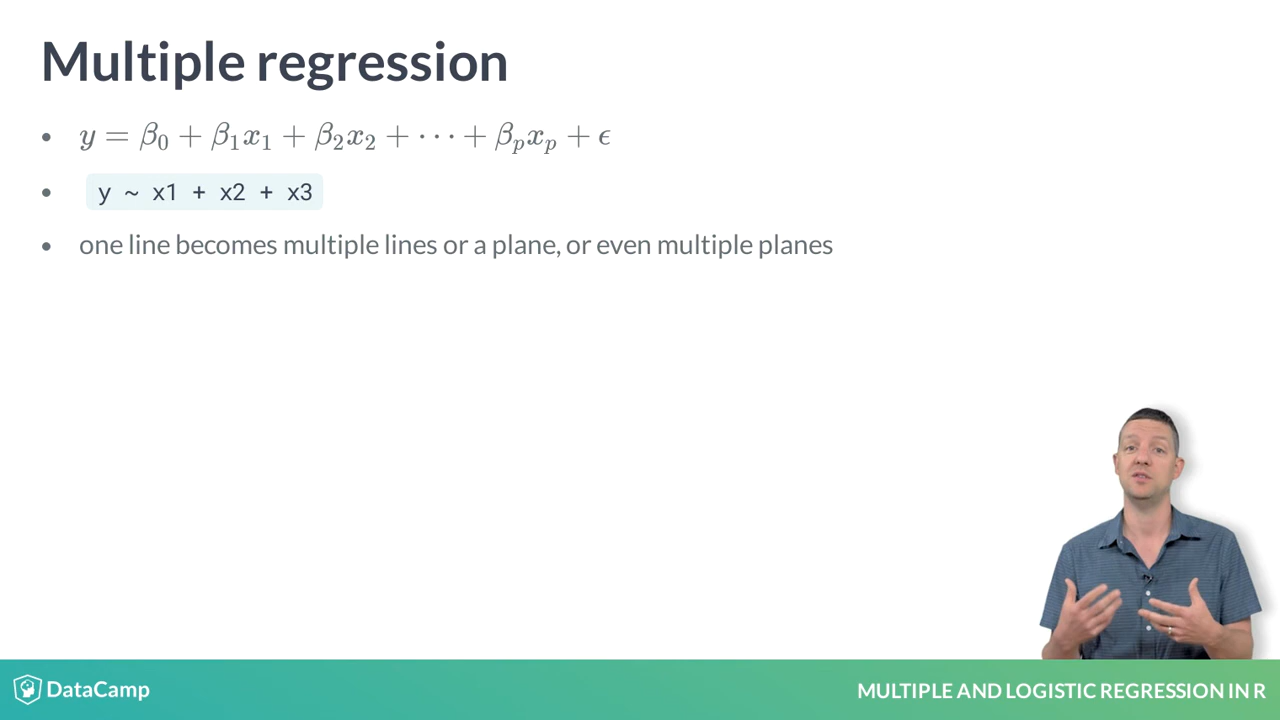 Multiple regression
• y = β₀ + β₁x₁ + β₂x₂ + ⋯ + βₚxₚ + ϵ
• y ~ x1 + x2 + x3
• one line becomes multiple lines or a plane, or even multiple planes
DataCamp
MULTIPLE AND LOGISTIC REGRESSION IN R